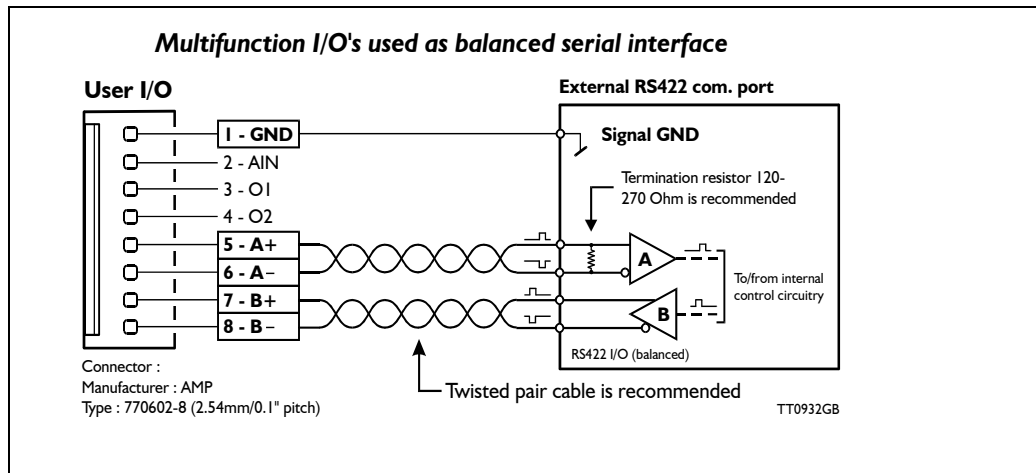 Multifunction I/O's used as balanced serial interface
User I/O
External RS422 com. port
1 - GND
Signal GND
2 - AIN
3 - O1
4 - O2
Termination resistor 120-
270 Ohm is recommended
5 - A+
6 - A−
7 - B+
8 - B−
A
B
To/from internal
control circuitry
RS422 I/O (balanced)
Connector :
Manufacturer : AMP
Type : 770602-8 (2.54mm/0.1" pitch)
Twisted pair cable is recommended
TT0932GB